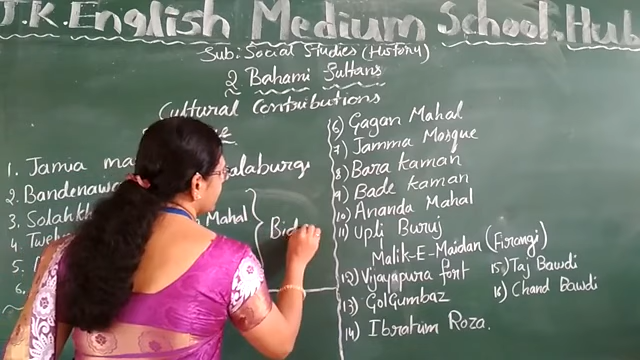 J.K. English Medium School, Hub
Sub: Social Studies (History)
2 Bahami Sultans
Cultural Contributions
1. Jamia
2. Bandenawa
3. Solahkh
4. Twel
Mahal
5.
6.
Bid
6) Gagan Mahal
7) Jamma Mosque
8) Bara Kaman
9) Bade Kaman
10) Ananda Mahal
11) Upli Buruj
Malik-E-Maidan (Firangi)
12) Vijayapura fort
13) GolGumbaz
14) Ibrahim Roza.
15) Taj Bawdi
16) Chand Bawdi